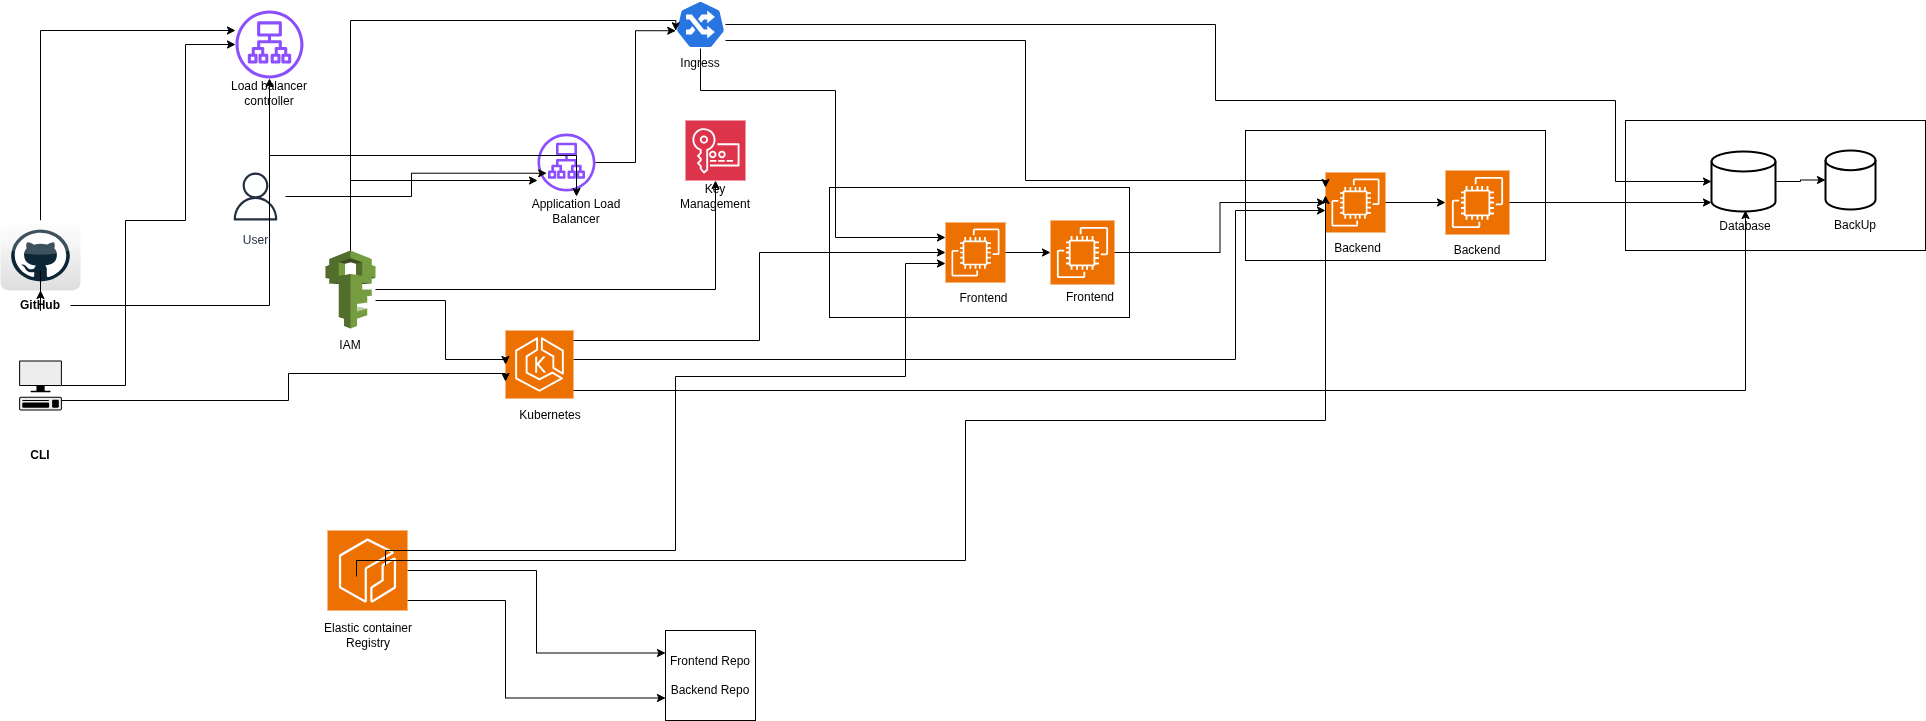 Ingress
Load balancer
controller
Key
Management
Application Load
Balancer
User
Database
BackUp
Backend
Backend
Frontend
Frontend
GitHub
IAM
Kubernetes
K
CLI
Elastic container
Registry
Frontend Repo
Backend Repo